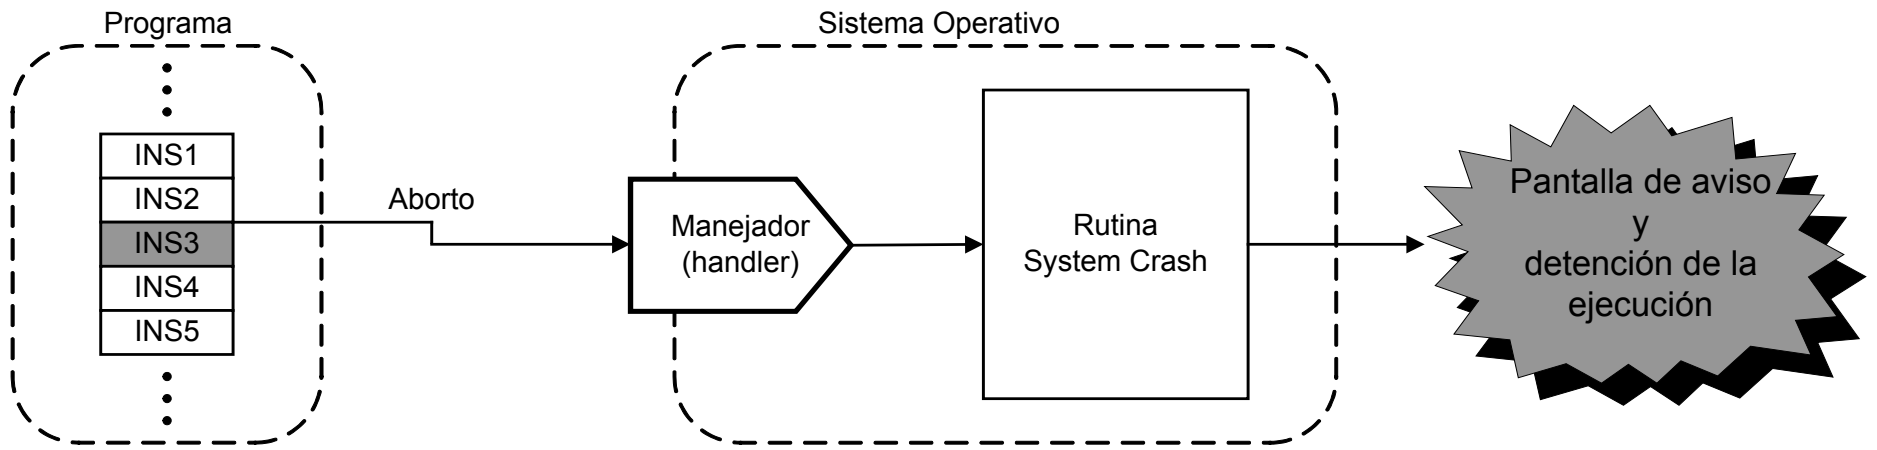 Programa
Sistema Operativo
INS1
INS2
INS3
INS4
INS5
Aborto
Manejador
(handler)
Rutina
System Crash
Pantalla de aviso
y
detención de la
ejecución